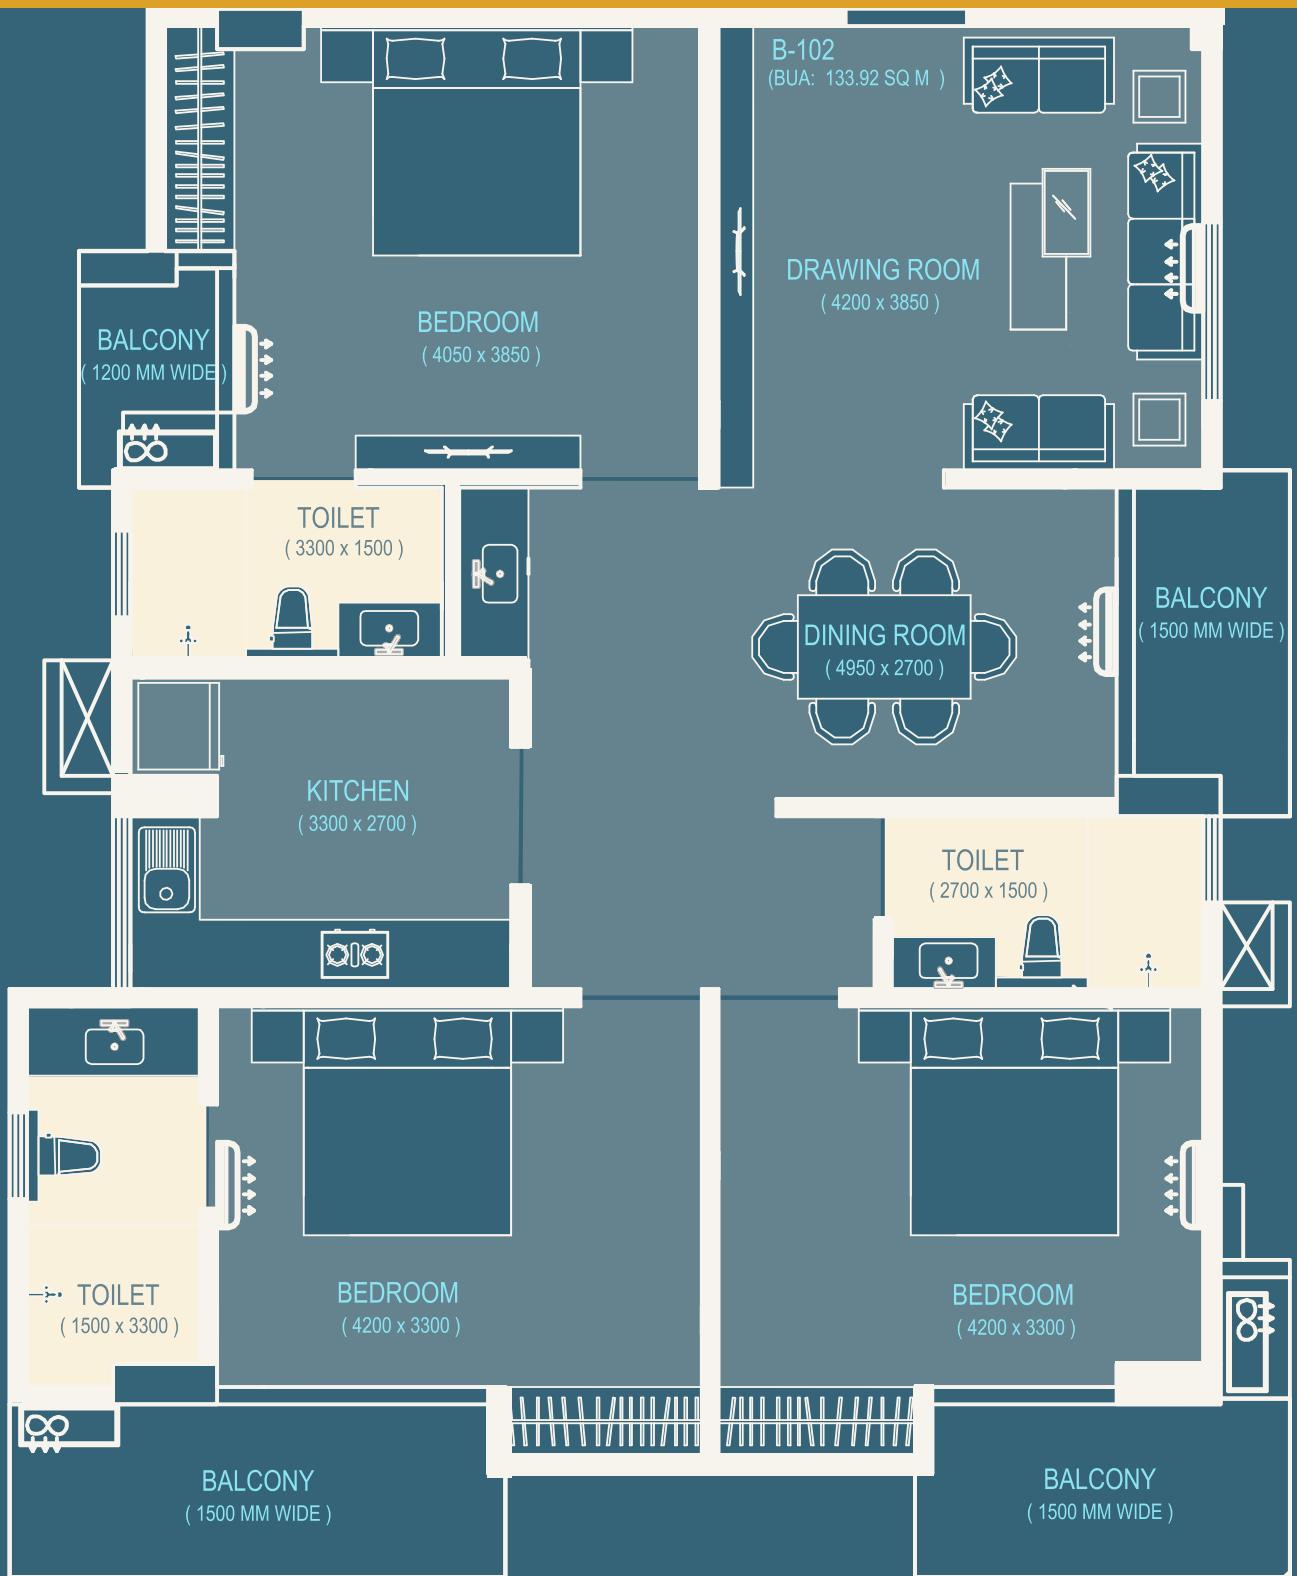 B-102
(BUA: 133.92 SQ M )
DRAWING ROOM
( 4200 x 3850 )
BEDROOM
( 4050 x 3850 )
BALCONY
( 1200 MM WIDE )
TOILET
( 3300 x 1500 )
BALCONY
( 1500 MM WIDE )
DINING ROOM
( 4950 x 2700 )
KITCHEN
( 3300 x 2700 )
TOILET
( 2700 x 1500 )
TOILET
( 1500 x 3300 )
BEDROOM
( 4200 x 3300 )
BEDROOM
( 4200 x 3300 )
BALCONY
( 1500 MM WIDE )
BALCONY
( 1500 MM WIDE )